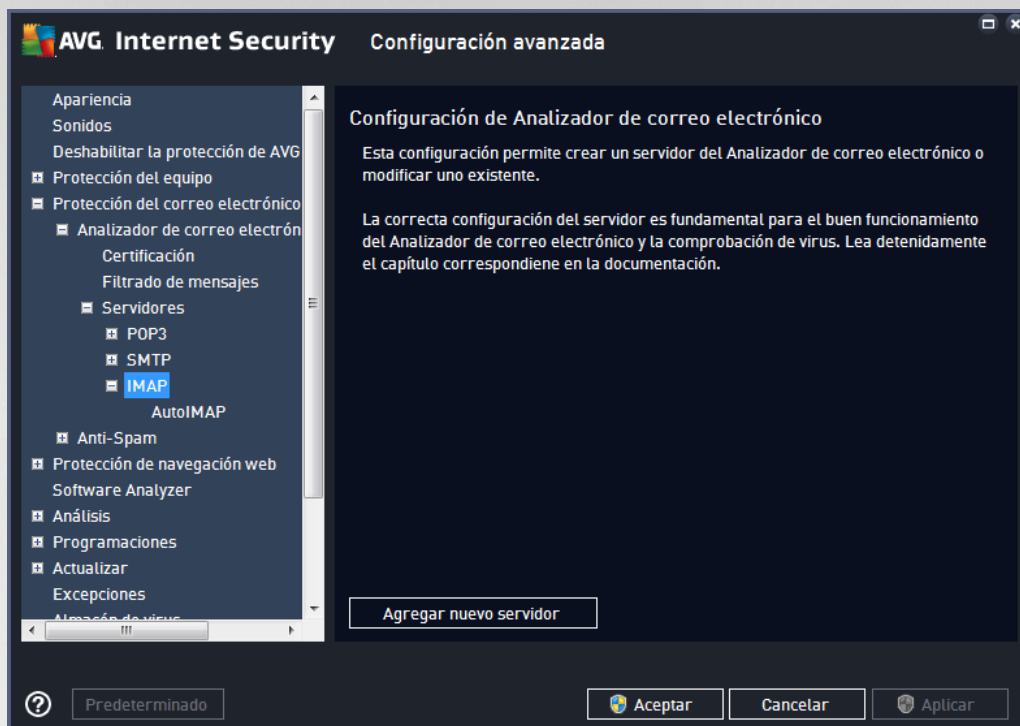 AVG. Internet Security Configuración avanzada
Apariencia
Sonidos
Deshabilitar la protección de AVG
Protección del equipo
Protección del correo electrónico
Analizador de correo electrón
Certificación
Filtrado de mensajes
Servidores
POP3
SMTP
IMAP
AutoIMAP
Anti-Spam
Protección de navegación web
Software Analyzer
Análisis
Programaciones
Actualizar
Excepciones
Almacén de virus
Configuración de Analizador de correo electrónico
Esta configuración permite crear un servidor del Analizador de correo electrónico o
modificar uno existente.
La correcta configuración del servidor es fundamental para el buen funcionamiento
del Analizador de correo electrónico y la comprobación de virus. Lea detenidamente
el capítulo correspondiene en la documentación.
Agregar nuevo servidor
Predeterminado
Aceptar
Cancelar
Aplicar